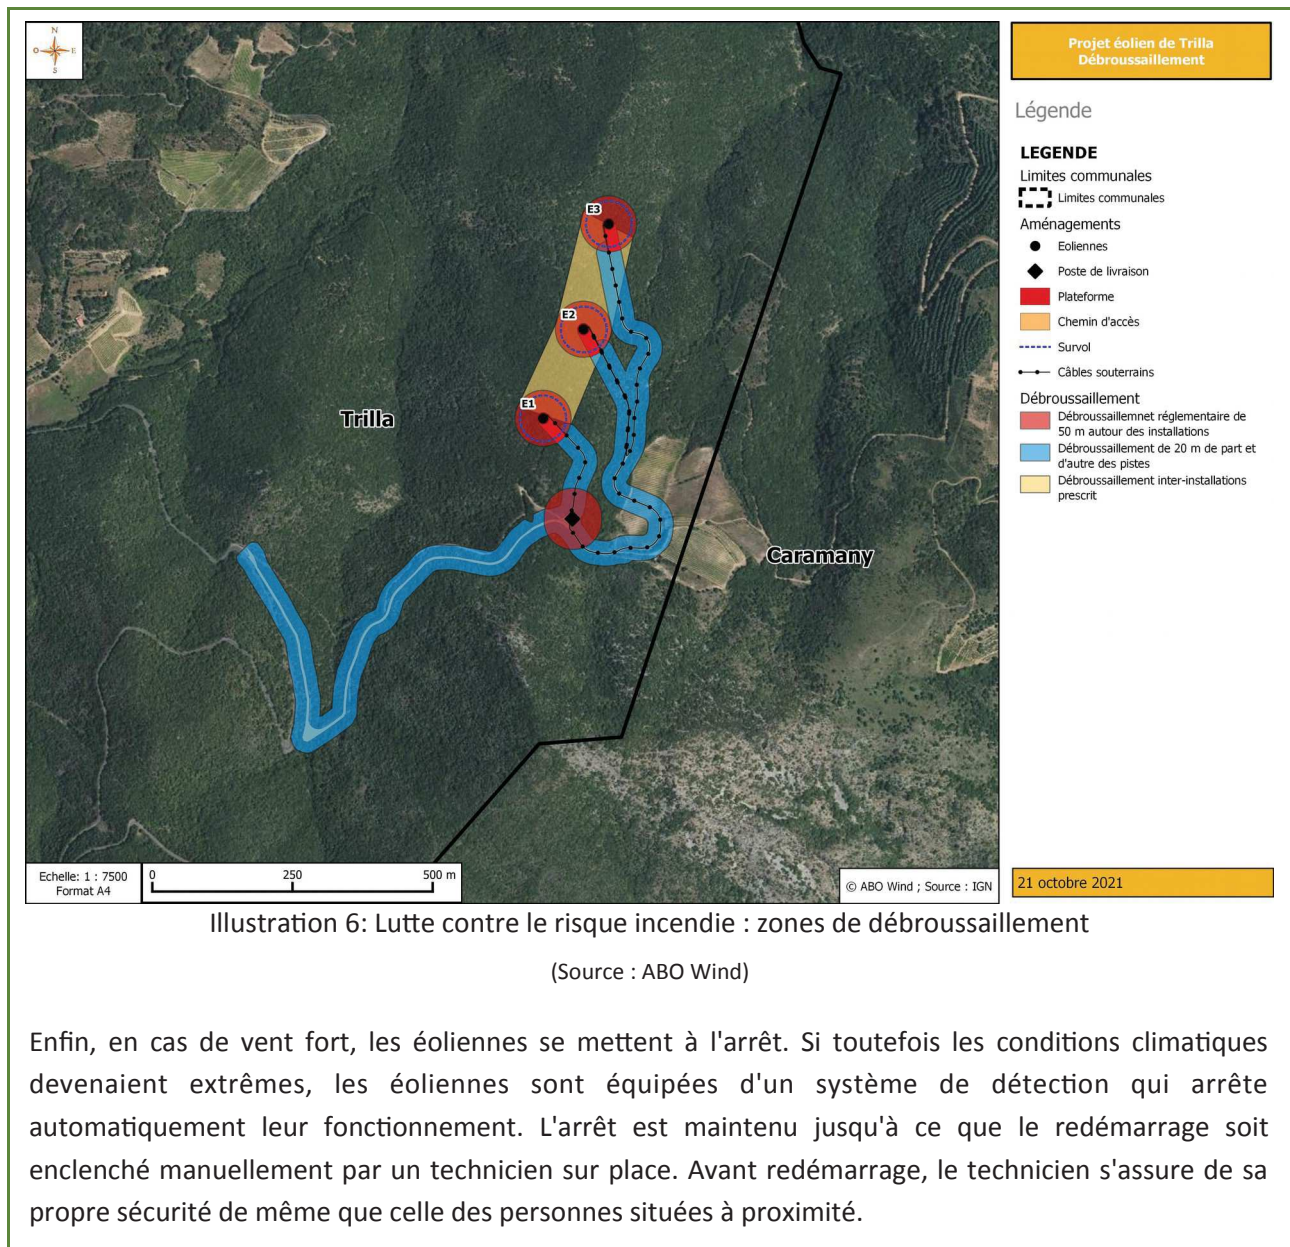 N
O
E
S
Projet éolien de Trilla
Débroussaillement
Légende
LEGENDE
Limites communales
Limites communales
Aménagements
Eoliennes
Poste de livraison
Plateforme
Chemin d'accès
Survol
Câbles souterrains
Débroussaillement
Débroussaillemnet réglementaire de
50 m autour des installations
Débroussaillement de 20 m de part et
d'autre des pistes
Débroussaillement inter-installations
prescrit
E3
E2
E1
Trilla
Caramany
Echelle: 1 : 7500
Format A4
0 250 500 m
© ABO Wind ; Source : IGN
21 octobre 2021
Illustration 6: Lutte contre le risque incendie : zones de débroussaillement
(Source : ABO Wind)
Enfin, en cas de vent fort, les éoliennes se mettent à l'arrêt. Si toutefois les conditions climatiques
devenaient extrêmes, les éoliennes sont équipées d'un système de détection qui arrête
automatiquement leur fonctionnement. L'arrêt est maintenu jusqu'à ce que le redémarrage soit
enclenché manuellement par un technicien sur place. Avant redémarrage, le technicien s'assure de sa
propre sécurité de même que celle des personnes situées à proximité.